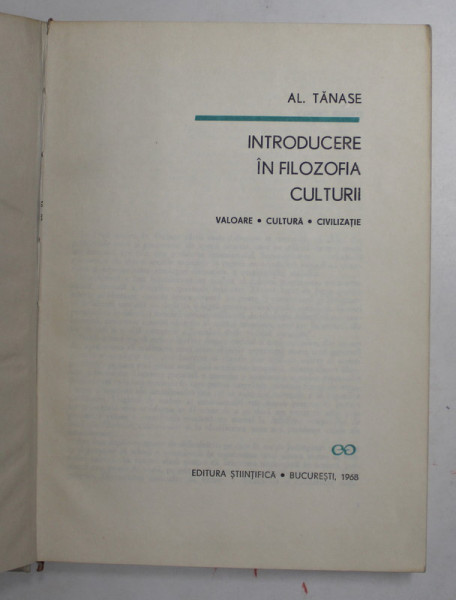 AL. TĂNASE
INTRODUCERE
ÎN FILOZOFIA
CULTURII
VALOARE • CULTURĂ • CIVILIZAȚIE
EDITURA ȘTIINȚIFICĂ • BUCUREȘTI, 1968